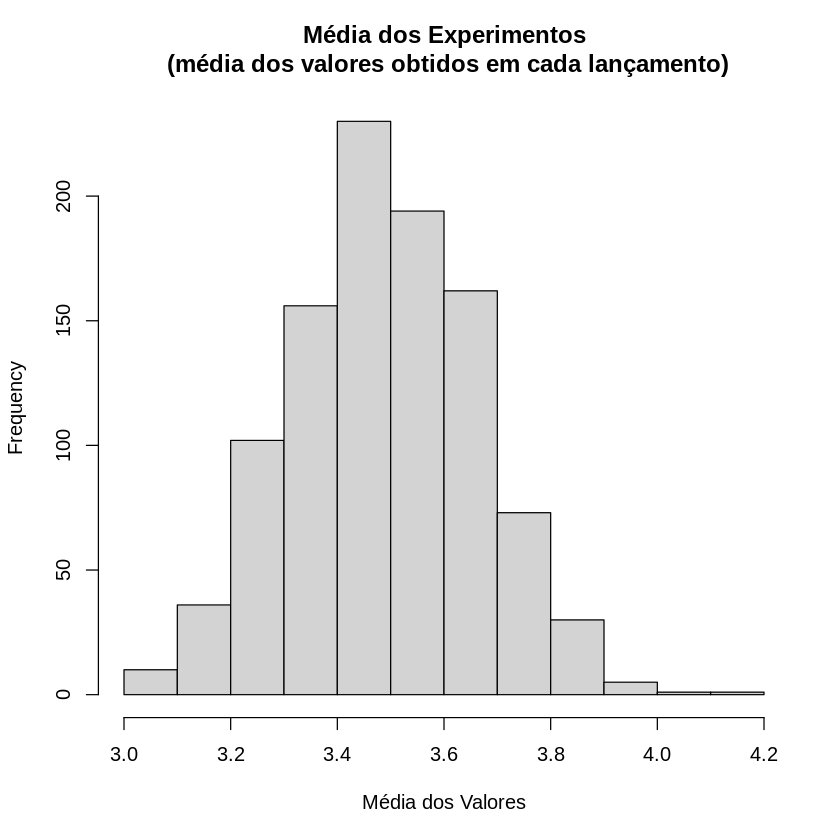 Média dos Experimentos
(média dos valores obtidos em cada lançamento)
Frequency
200
150
100
50
0
3.0 3.2 3.4 3.6 3.8 4.0 4.2
Média dos Valores